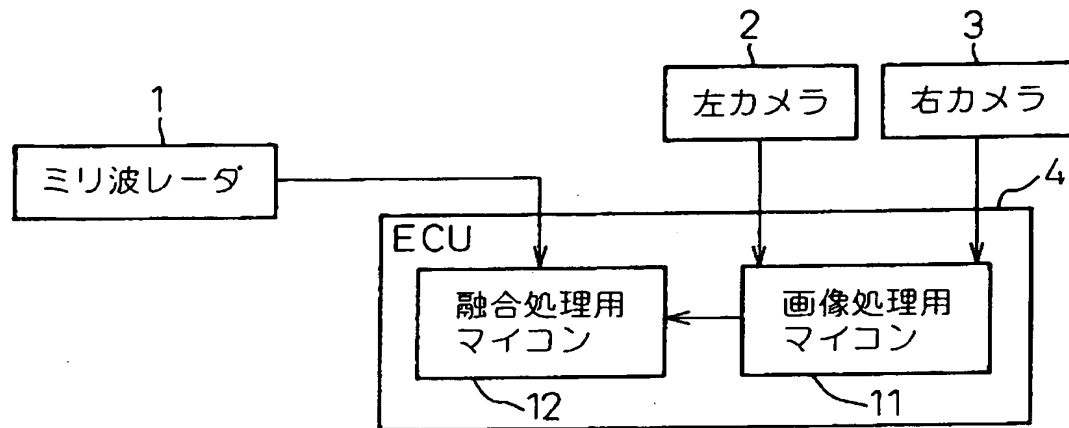 2
3
左カメラ
右カメラ
1
ミリ波レーダ
4
ECU
融合処理用
マイコン
画像処理用
マイコン
12
11